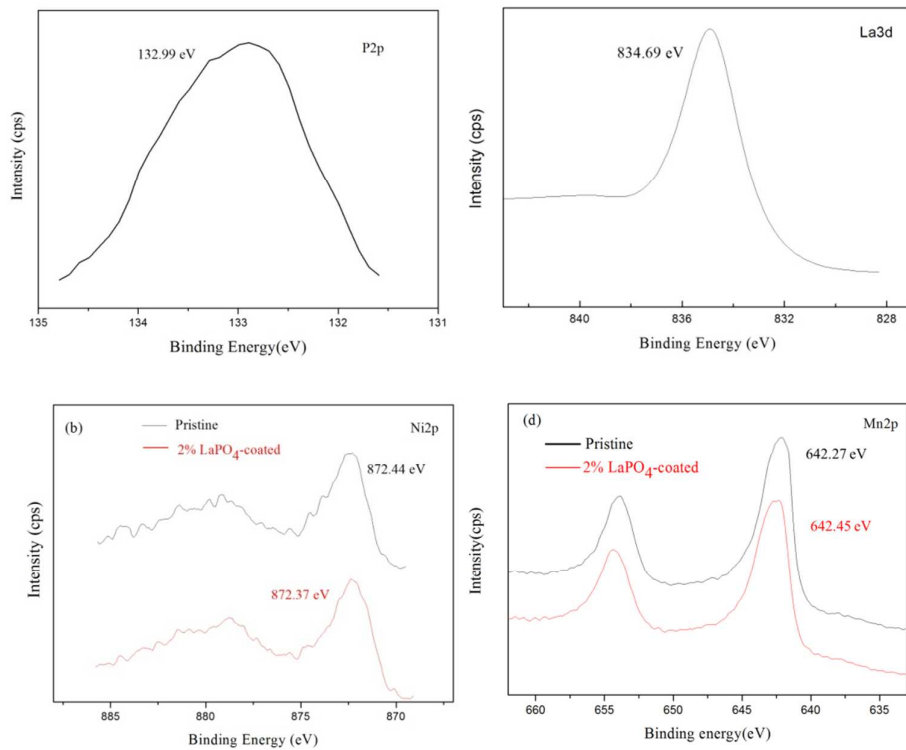 P2p
132.99 eV
Intensity (cps)
135
134
133
132
131
Binding Energy(eV)
La3d
834.69 eV
Intensity (cps)
840
836
832
828
Binding Energy (eV)
(b)
Pristine
Ni2p
2% LaPO4-coated
872.44 eV
872.37 eV
Intensity (cps)
885
880
875
870
Binding Energy (eV)
(d)
Mn2p
Pristine
642.27 eV
2% LaPO4-coated
642.45 eV
Intensity(cps)
660
655
650
645
640
635
Binding energy(eV)